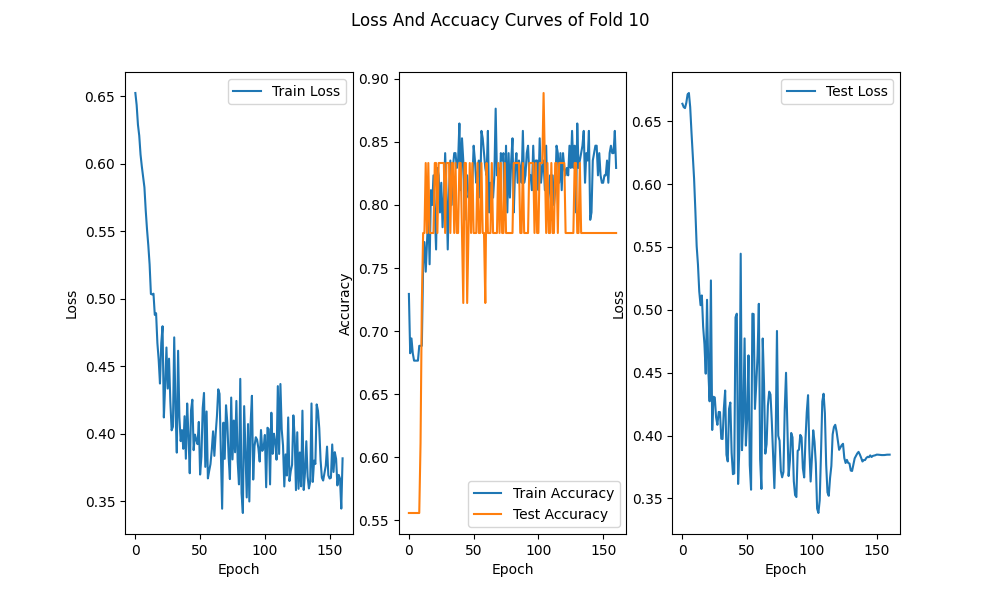 Loss And Accuacy Curves of Fold 10
Train Loss
0.65
0.60
0.55
0.50
0.45
0.40
0.35
Loss
0 50 100 150
Epoch
0.90
0.85
0.80
0.75
0.70
0.65
0.60
0.55
Accuracy
Train Accuracy
Test Accuracy
0 50 100 150
Epoch
Test Loss
0.65
0.60
0.55
0.50
0.45
0.40
0.35
Loss
0 50 100 150
Epoch